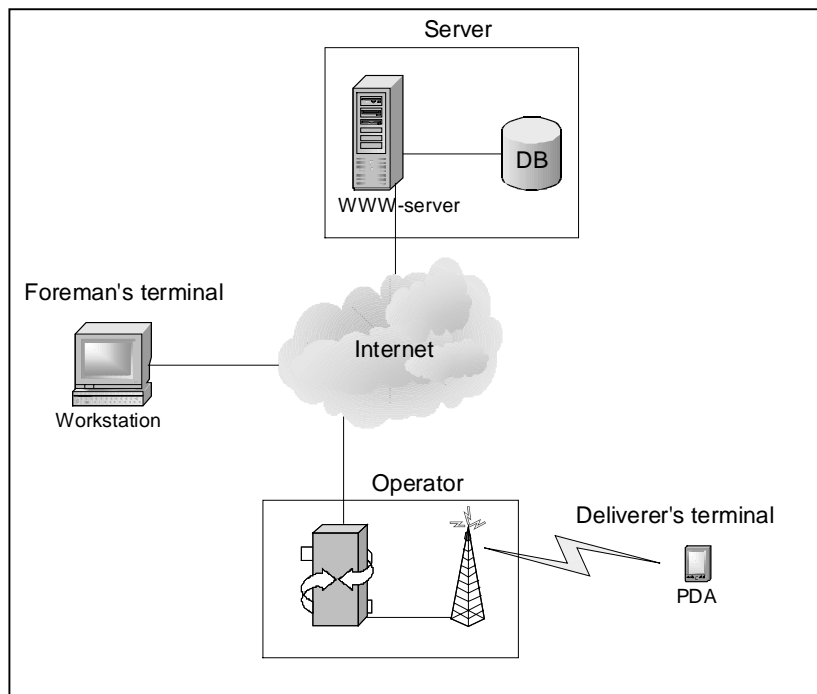 Server
DB
WWW-server
Foreman's terminal
Internet
Workstation
Operator
Deliverer's terminal
PDA